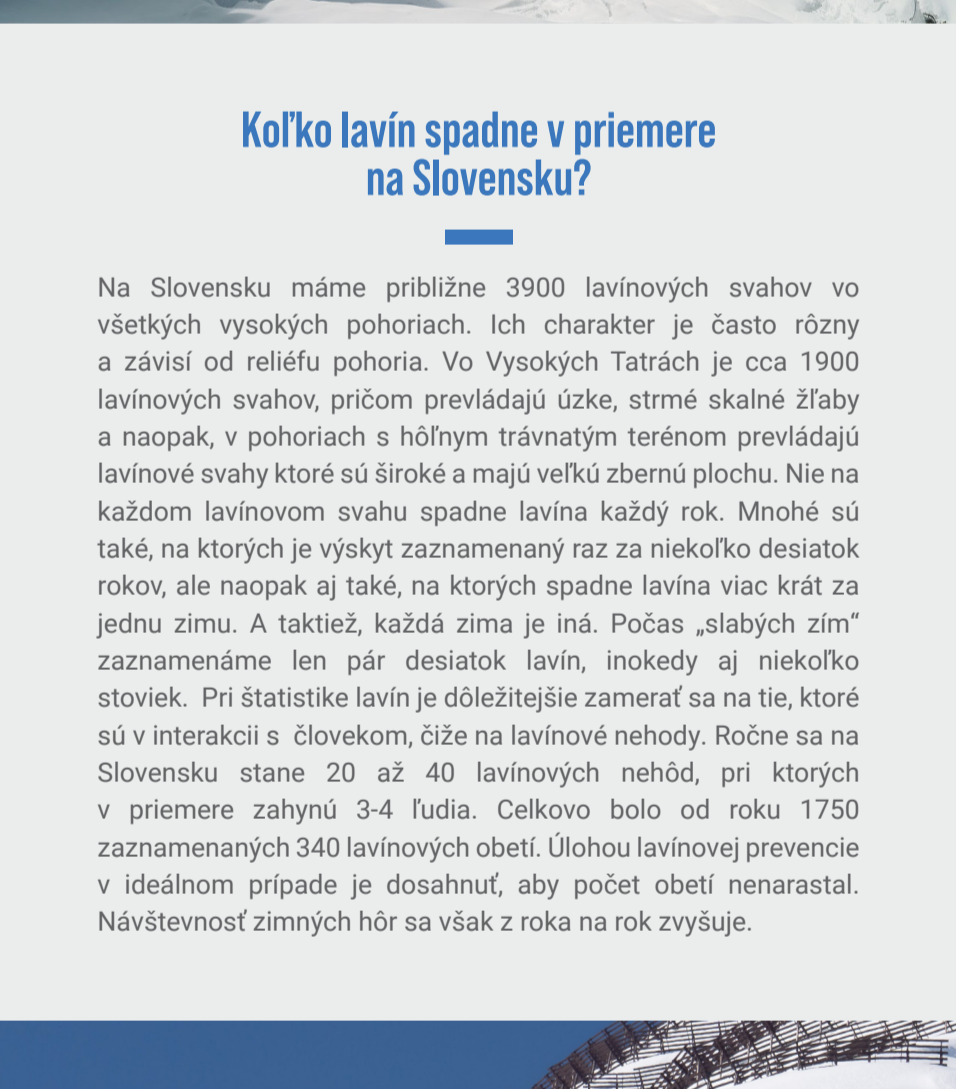 Koľko lavín spadne v priemere
na Slovensku?
Na Slovensku máme približne 3900 lavínových svahov vo
všetkých vysokých pohoriach. Ich charakter je často rôzny
a závisí od reliéfu pohoria. Vo Vysokých Tatrách je cca 1900
lavínových svahov, pričom prevládajú úzke, strmé skalné žľaby
a naopak, v pohoriach s hôľnym trávnatým terénom prevládajú
lavínové svahy ktoré sú široké a majú veľkú zbernú plochu. Nie na
každom lavínovom svahu spadne lavína každý rok. Mnohé sú
také, na ktorých je výskyt zaznamenaný raz za niekoľko desiatok
rokov, ale naopak aj také, na ktorých spadne lavína viac krát za
jednu zimu. A taktiež, každá zima je iná. Počas „slabých zím“
zaznamenáme len pár desiatok lavín, inokedy aj niekoľko
stoviek. Pri štatistike lavín je dôležitejšie zamerať sa na tie, ktoré
sú v interakcii s človekom, čiže na lavínové nehody. Ročne sa na
Slovensku stane 20 až 40 lavínových nehôd, pri ktorých
v priemere zahynú 3-4 ľudia. Celkovo bolo od roku 1750
zaznamenaných 340 lavínových obetí. Úlohou lavínovej prevencie
v ideálnom prípade je dosahnuť, aby počet obetí nenarastal.
Návštevnosť zimných hôr sa však z roka na rok zvyšuje.